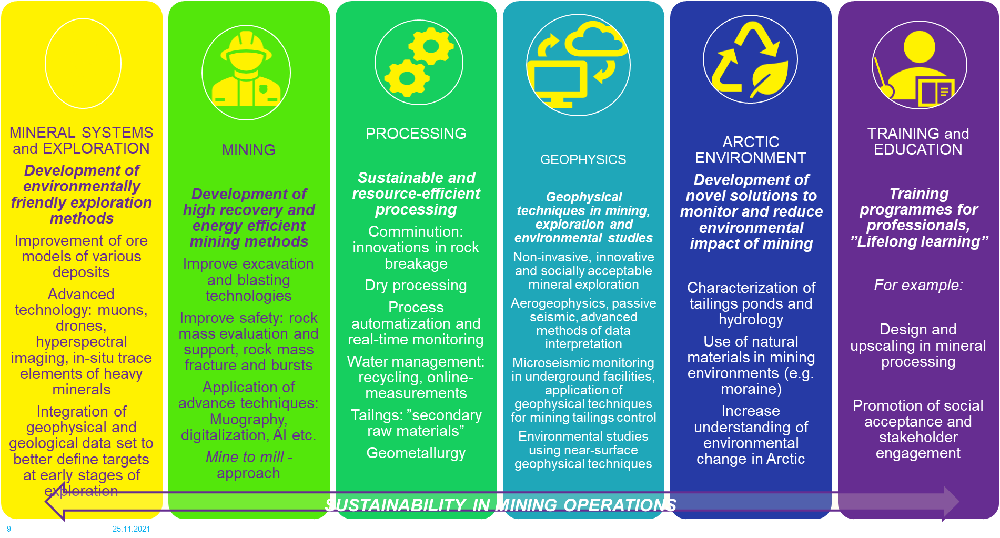 MINERAL SYSTEMS
and EXPLORATION
Development of
environmentally
friendly exploration
methods
Improvement of ore
models of various
deposits
Advanced
technology: muons,
drones,
hyperspectral
imaging, in-situ trace
elements of heavy
minerals
Integration of
geophysical and
geological data set to
better define targets
at early stages of
exploration
MINING
Development of
high recovery and
energy efficient
mining methods
Improve excavation
and blasting
technologies
Improve safety: rock
mass evaluation and
support, rock mass
fracture and bursts
Application of
advance techniques:
Muography,
digitalization, AI etc.
Mine to mill -
approach
PROCESSING
Sustainable and
resource-efficient
processing
Comminution:
innovations in rock
breakage
Dry processing
Process
automatization and
real-time monitoring
Water management:
recycling, online-
measurements
Tailngs: ”secondary
raw materials”
Geometallurgy
GEOPHYSICS
Geophysical
techniques in mining,
exploration and
environmental studies
Non-invasive, innovative
and socially acceptable
mineral exploration
Aerogeophysics, passive
seismic, advanced
methods of data
interpretation
Microseismic monitoring
in underground facilities,
application of
geophysical techniques
for mining tailings control
Environmental studies
using near-surface
geophysical techniques
ARCTIC
ENVIRONMENT
Development of
novel solutions to
monitor and reduce
environmental
impact of mining
Characterization of
tailings ponds and
hydrology
Use of natural
materials in mining
environments (e.g.
moraine)
Increase
understanding of
environmental
change in Arctic
TRAINING and
EDUCATION
Training
programmes for
professionals,
”Lifelong learning”
For example:
Design and
upscaling in mineral
processing
Promotion of social
acceptance and
stakeholder
engagement
SUSTAINABILITY IN MINING OPERATIONS
9
25.11.2021